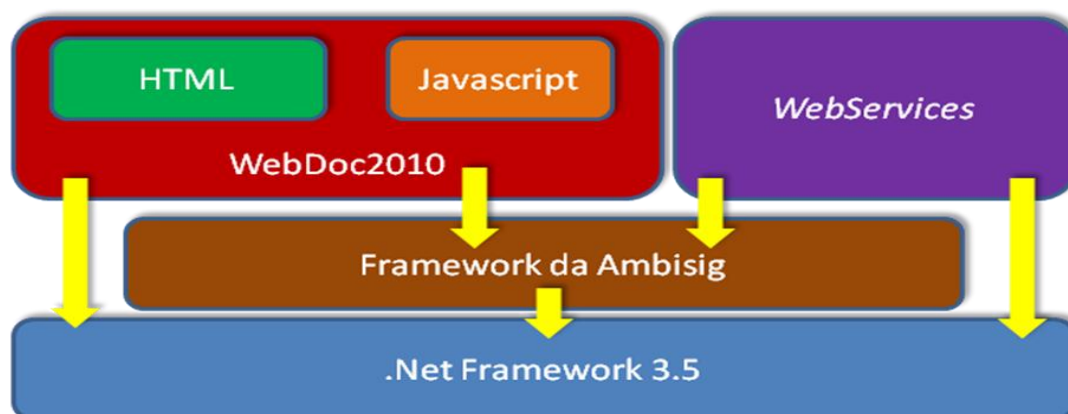 HTML
Javascript
WebServices
WebDoc2010
Framework da Ambisig
.Net Framework 3.5